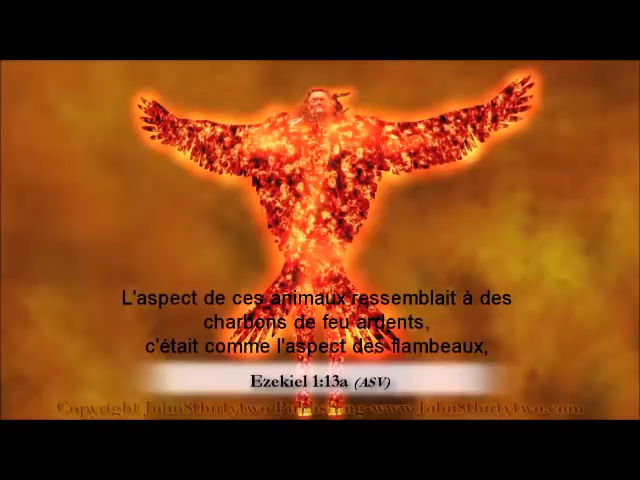 L'aspect de ces animaux ressemblait à des
charbons de feu ardents,
c'était comme l'aspect des flambeaux,
Ezekiel 1:13a (ASV)
Copyright John8thirtytwo Publishing-www.John8thirtytwo.com